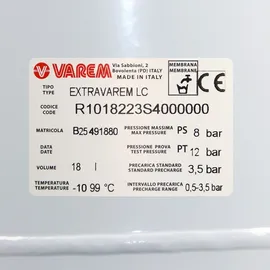 VAREM
Via Sabbioni, 2
Bovolenta (PD) ITALY
MADE IN ITALY
MEMBRANA
MEMBRANE
CE
TIPO
TYPE
EXTRAVAREM LC
CODICE
CODE
R1018223S4000000
MATRICOLA
B25491880
PRESSIONE MASSIMA
MAX PRESSURE
PS 8 bar
DATA
DATE
PRESSIONE PROVA
TEST PRESSURE
PT 12 bar
VOLUME
18 l
PRECARICA STANDARD
STANDARD PRECHARGE
3,5 bar
TEMPERATURA
TEMPERATURE
-10 99 °C
INTERVALLO PRECARICA
PRECHARGE RANGE
0,5-3,5 bar